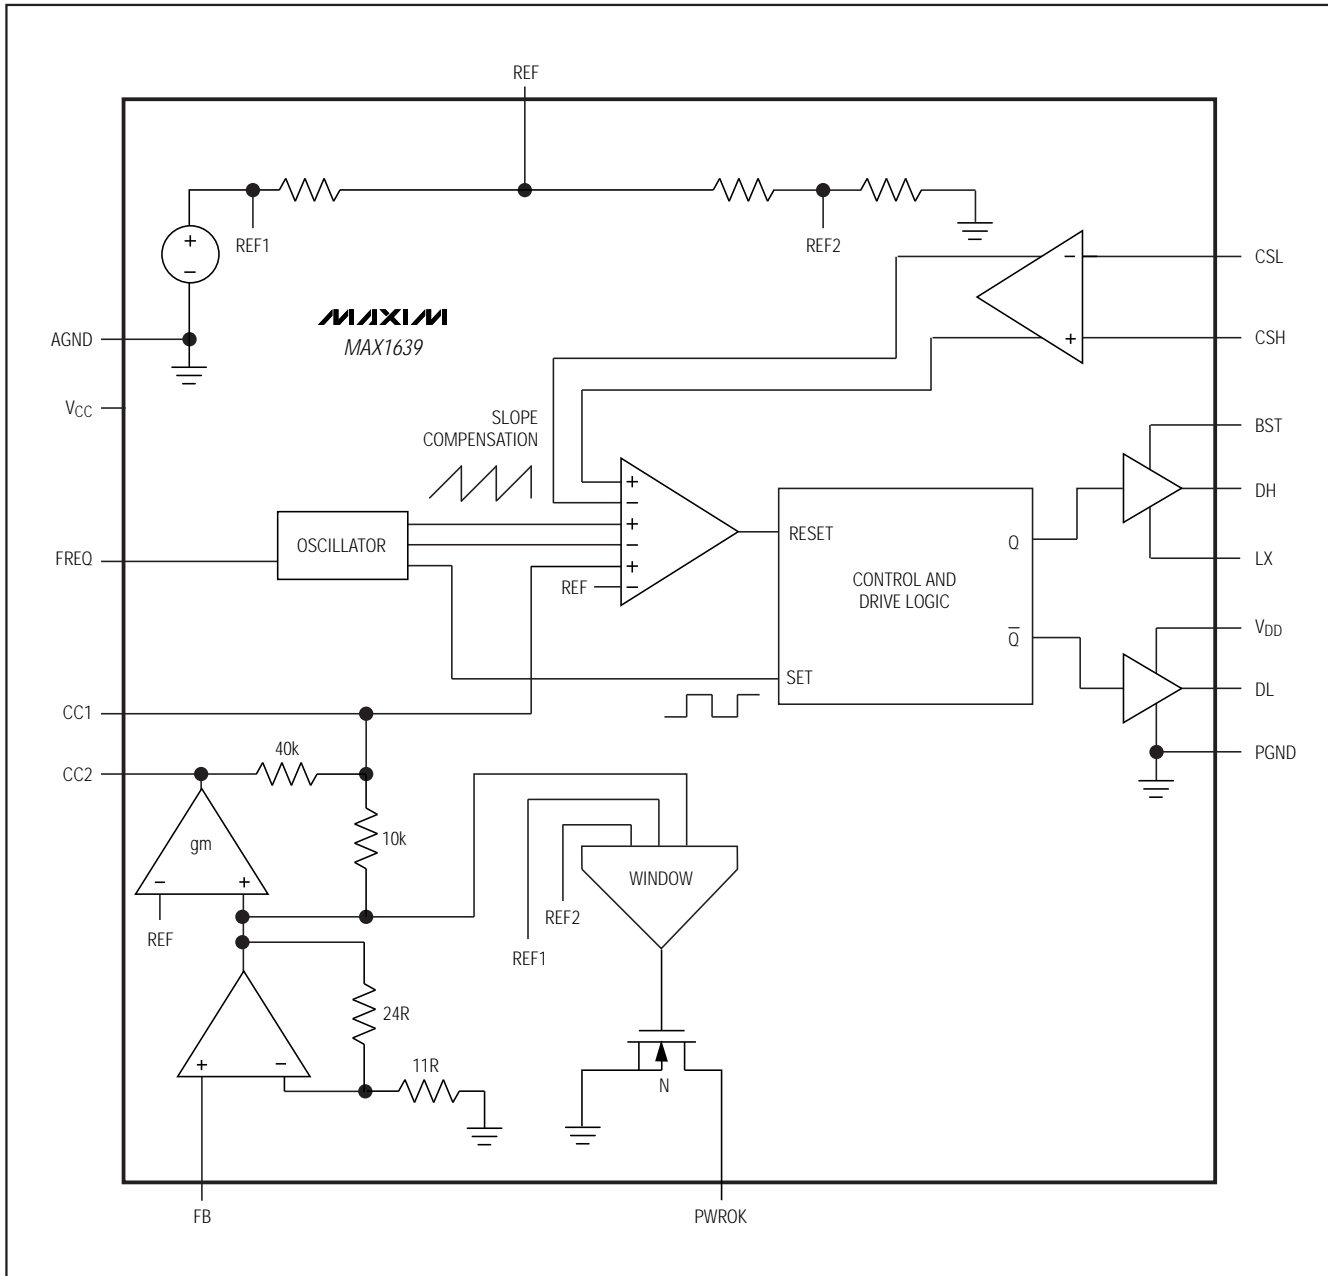 REF
REF1
REF2
+
−
−
CSL
AGND
MAXIM
MAX1639
+
CSH
VCC
SLOPE
COMPENSATION
BST
+
−
+
−
+
REF −
DH
OSCILLATOR
RESET
Q
FREQ
LX
CONTROL AND
DRIVE LOGIC
VDD
Q̅
SET
DL
CC1
40k
CC2
PGND
gm
10k
− +
WINDOW
REF
REF2
REF1
24R
+ −
11R
N
FB
PWROK